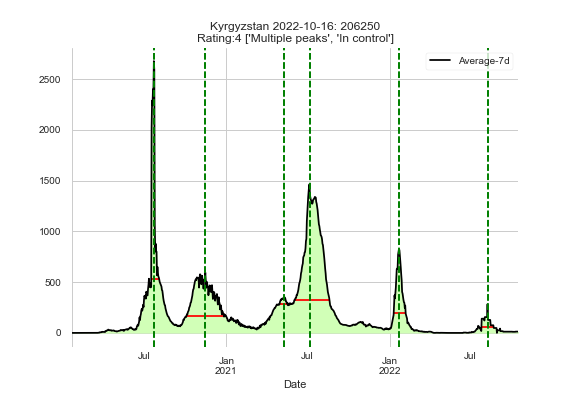 Kyrgyzstan 2022-10-16: 206250
Rating:4 ['Multiple peaks', 'In control']
Average-7d
2500
2000
1500
1000
500
0
Jul
Jan
2021
Jul
Jan
2022
Jul
Date